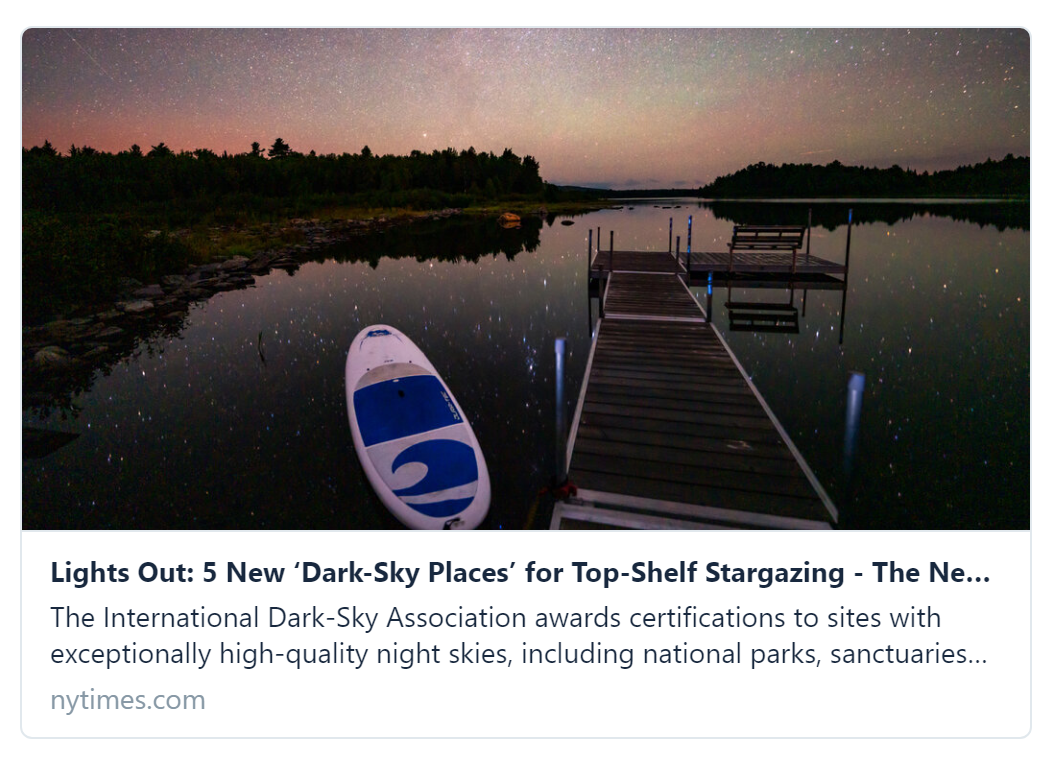 Lights Out: 5 New ‘Dark-Sky Places’ for Top-Shelf Stargazing - The Ne...
The International Dark-Sky Association awards certifications to sites with
exceptionally high-quality night skies, including national parks, sanctuaries...
nytimes.com